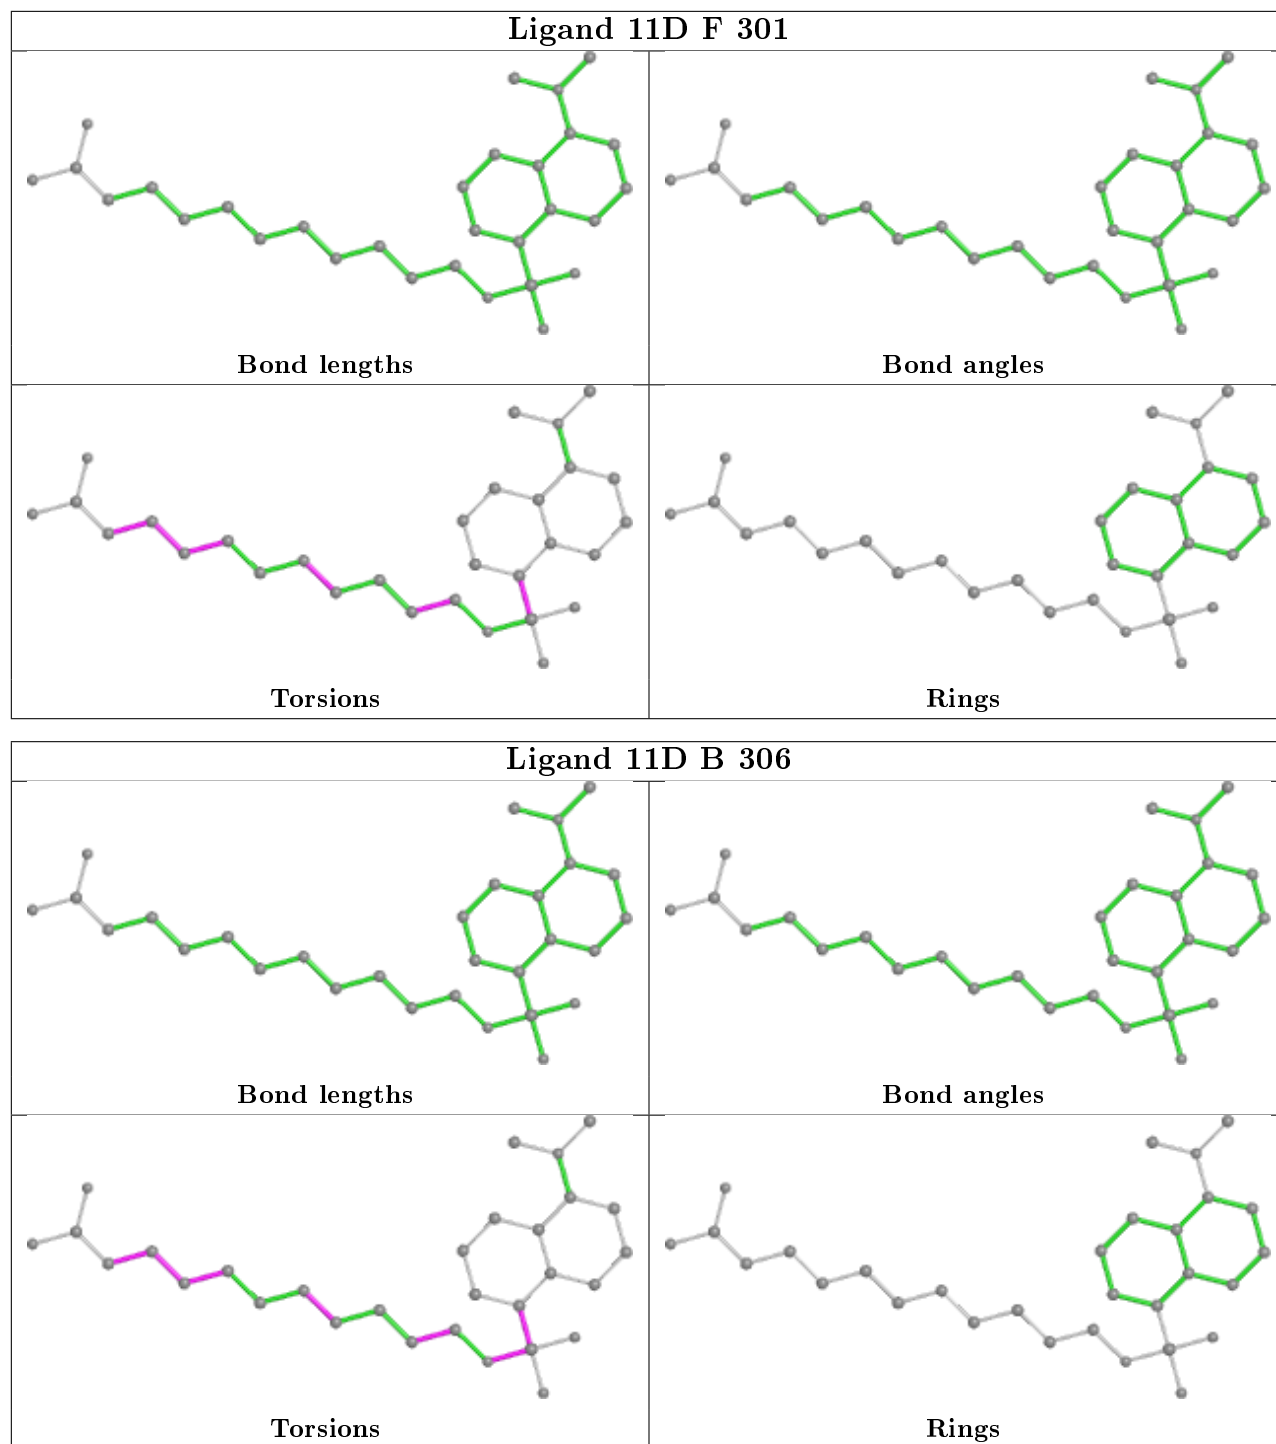 Ligand 11D F 301
Bond lengths
Bond angles
Torsions
Rings
Ligand 11D B 306
Bond lengths
Bond angles
Torsions
Rings